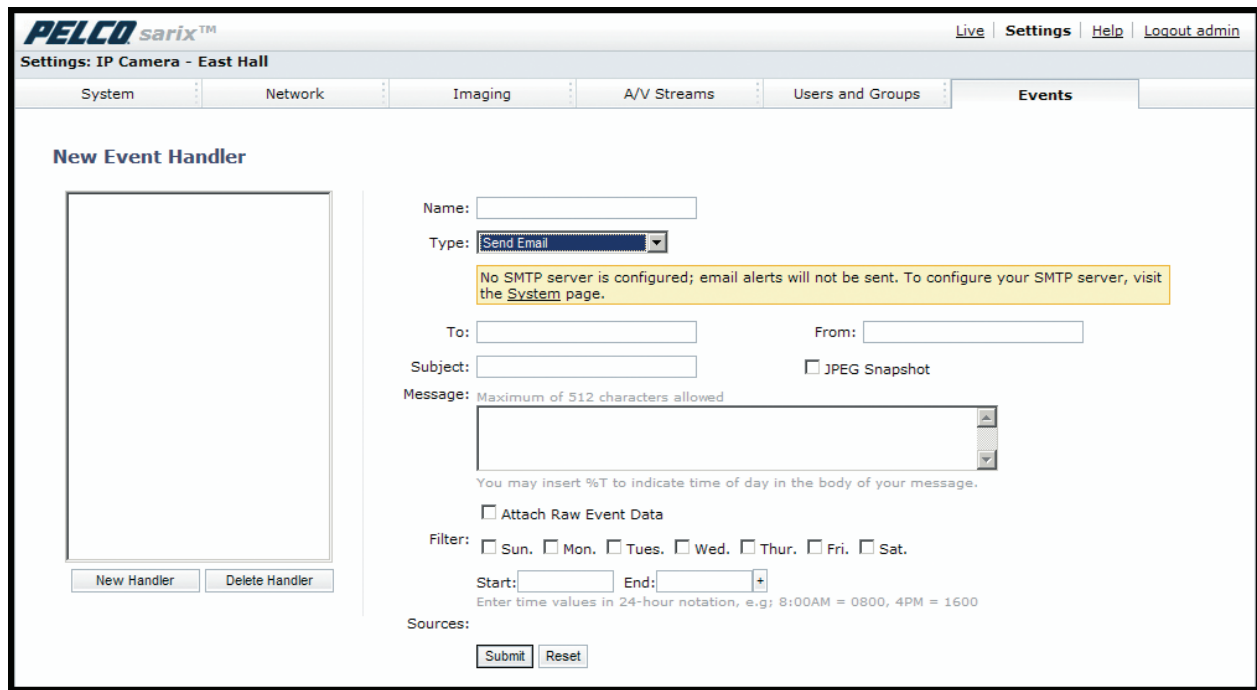 PELCO sarix™
Live | Settings | Help | Logout admin
Settings: IP Camera - East Hall
System Network Imaging A/V Streams Users and Groups Events
New Event Handler
Name:
Type: Send Email
No SMTP server is configured; email alerts will not be sent. To configure your SMTP server, visit
the System page.
To: From:
Subject: JPEG Snapshot
Message: Maximum of 512 characters allowed
You may insert %T to indicate time of day in the body of your message.
Attach Raw Event Data
Filter: Sun. Mon. Tues. Wed. Thur. Fri. Sat.
New Handler Delete Handler
Start: End: +
Enter time values in 24-hour notation, e.g; 8:00AM = 0800, 4PM = 1600
Sources:
Submit Reset